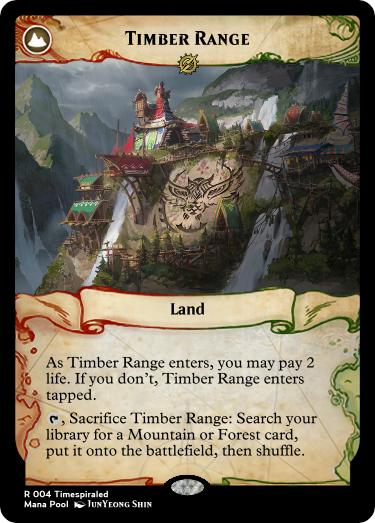 Timber Range
Land
As Timber Range enters, you may pay 2
life. If you don't, Timber Range enters
tapped.
, Sacrifice Timber Range: Search your
library for a Mountain or Forest card,
put it onto the battlefield, then shuffle.
R 004 Timespiraled
Mana Pool JunYeong Shin